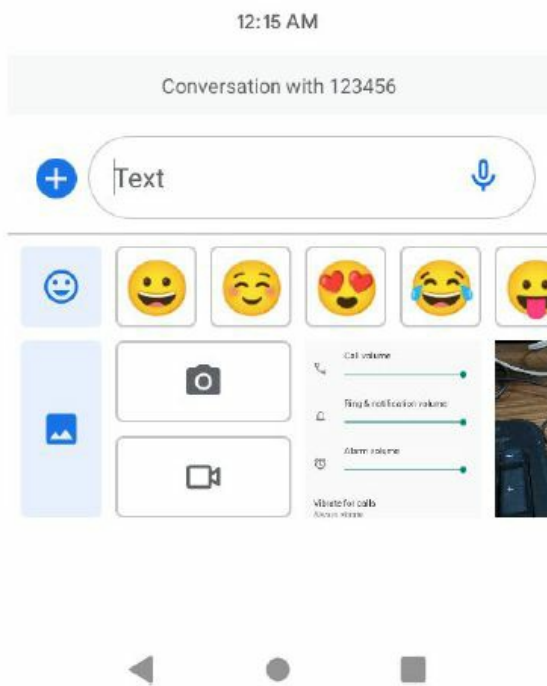 12:15 AM
Conversation with 123456
Text
Call volume
Ring & notification volume
Alarm volume
Vibrate for calls